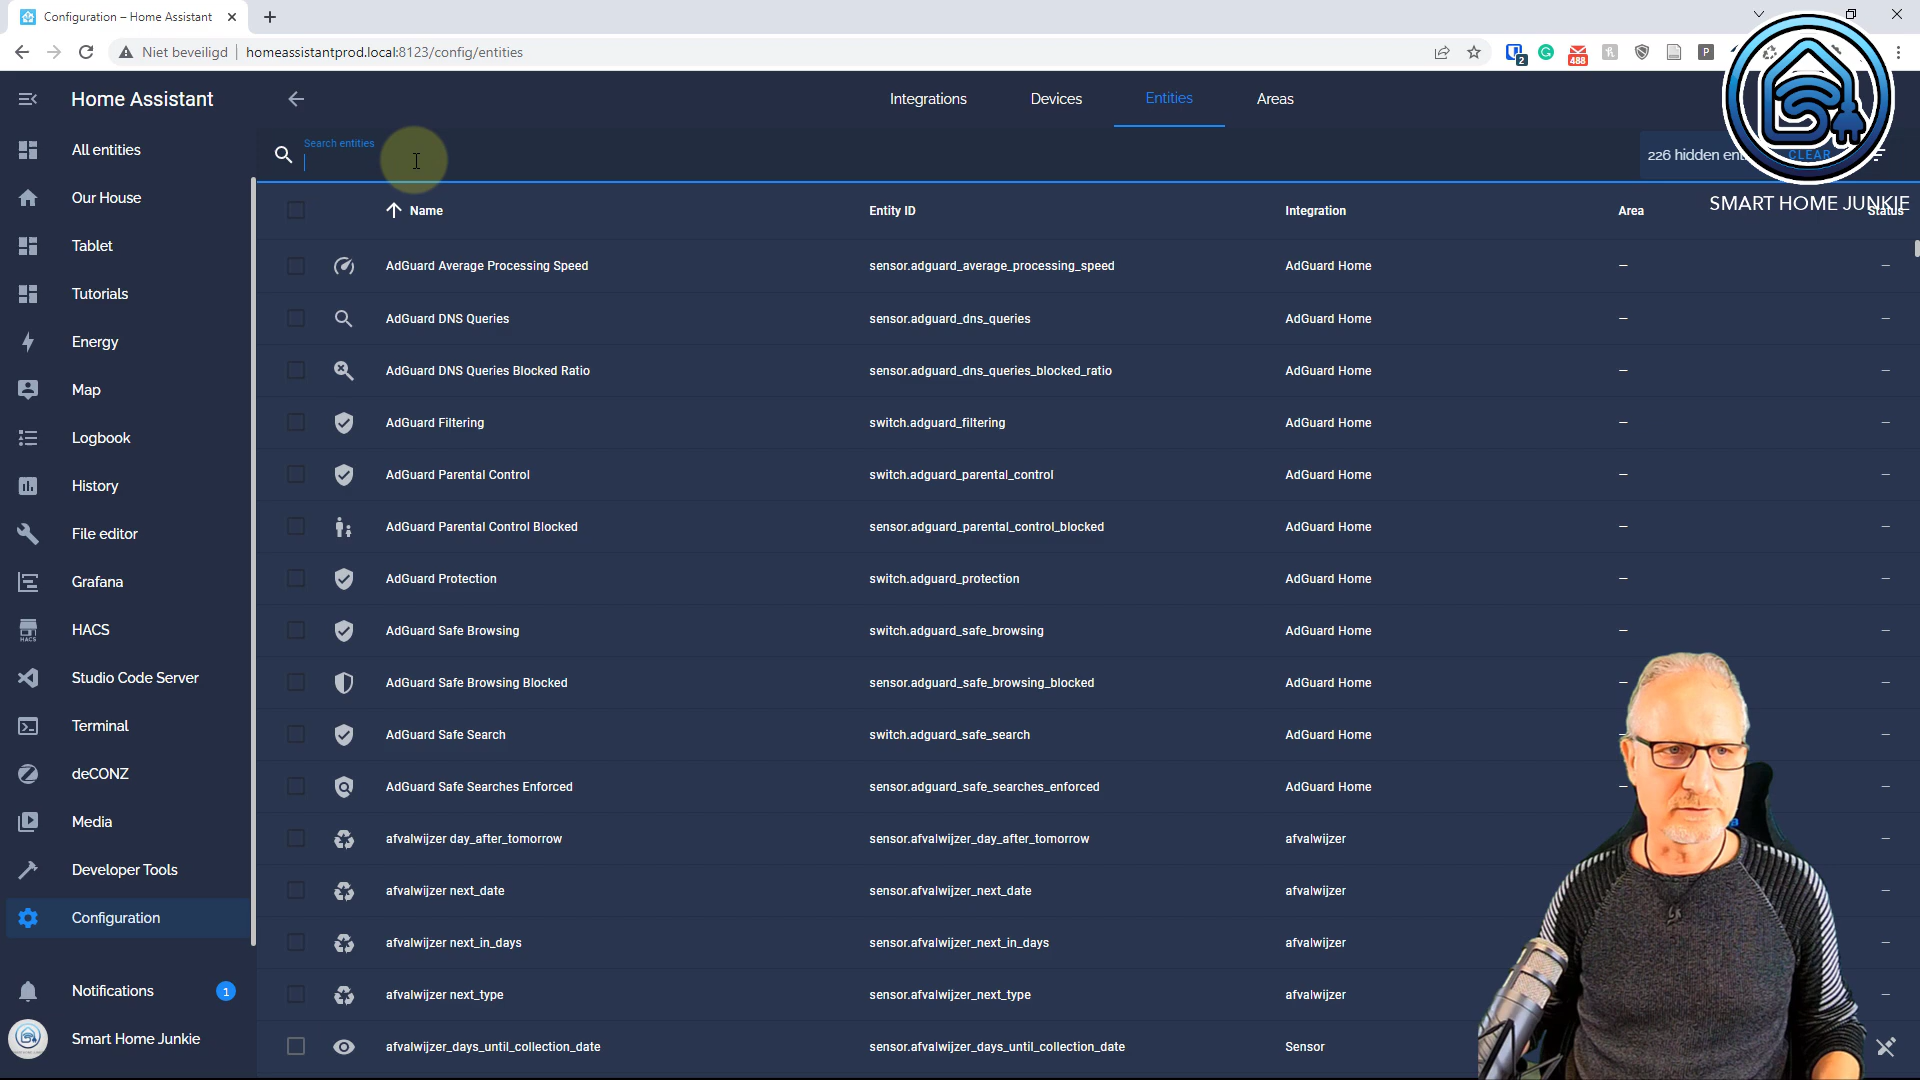 Configuration – Home Assistant
Niet beveiligd
homeassistantprod.local:8123/config/entities
2
488
P
Home Assistant
Integrations
Devices
Entities
Areas
Search entities
226 hidden
CLEAR
SMART HOME JUNKIE
Name
Entity ID
Integration
Area
Status
All entities
Our House
Tablet
Tutorials
Energy
Map
Logbook
History
File editor
Grafana
HACS
HACS
Studio Code Server
Terminal
deCONZ
Media
Developer Tools
Configuration
Notifications
1
Smart Home Junkie
AdGuard Average Processing Speed sensor.adguard_average_processing_speed AdGuard Home – –
AdGuard DNS Queries sensor.adguard_dns_queries AdGuard Home – –
AdGuard DNS Queries Blocked Ratio sensor.adguard_dns_queries_blocked_ratio AdGuard Home – –
AdGuard Filtering switch.adguard_filtering AdGuard Home – –
AdGuard Parental Control switch.adguard_parental_control AdGuard Home – –
AdGuard Parental Control Blocked sensor.adguard_parental_control_blocked AdGuard Home – –
AdGuard Protection switch.adguard_protection AdGuard Home – –
AdGuard Safe Browsing switch.adguard_safe_browsing AdGuard Home – –
AdGuard Safe Browsing Blocked sensor.adguard_safe_browsing_blocked AdGuard Home – –
AdGuard Safe Search switch.adguard_safe_search AdGuard Home –
AdGuard Safe Searches Enforced sensor.adguard_safe_searches_enforced AdGuard Home – –
afvalwijzer day_after_tomorrow sensor.afvalwijzer_day_after_tomorrow afvalwijzer –
afvalwijzer next_date sensor.afvalwijzer_next_date afvalwijzer –
afvalwijzer next_in_days sensor.afvalwijzer_next_in_days afvalwijzer –
afvalwijzer next_type sensor.afvalwijzer_next_type afvalwijzer –
afvalwijzer_days_until_collection_date sensor.afvalwijzer_days_until_collection_date Sensor